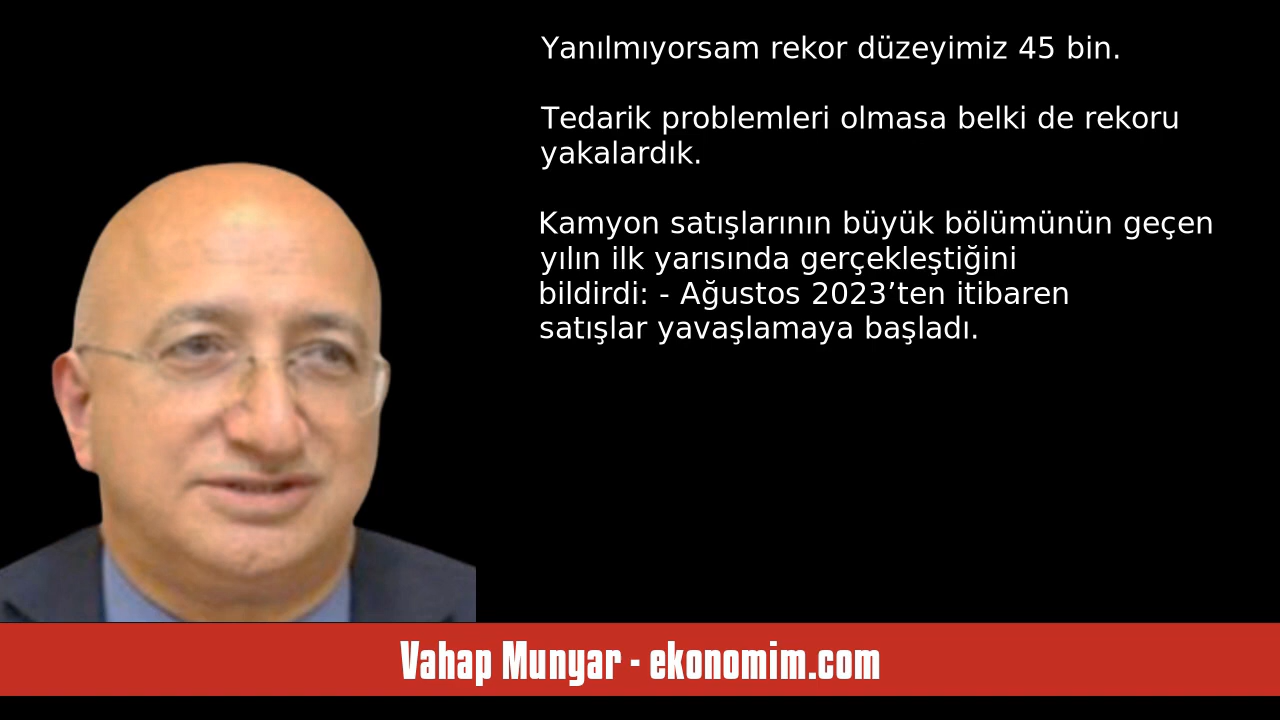 Yanılmıyorsam rekor düzeyimiz 45 bin.
Tedarik problemleri olmasa belki de rekoru
yakalardık.
Kamyon satışlarının büyük bölümünün geçen
yılın ilk yarısında gerçekleştiğini
bildirdi: - Ağustos 2023’ten itibaren
satışlar yavaşlamaya başladı.
Vahap Munyar - ekonomim.com